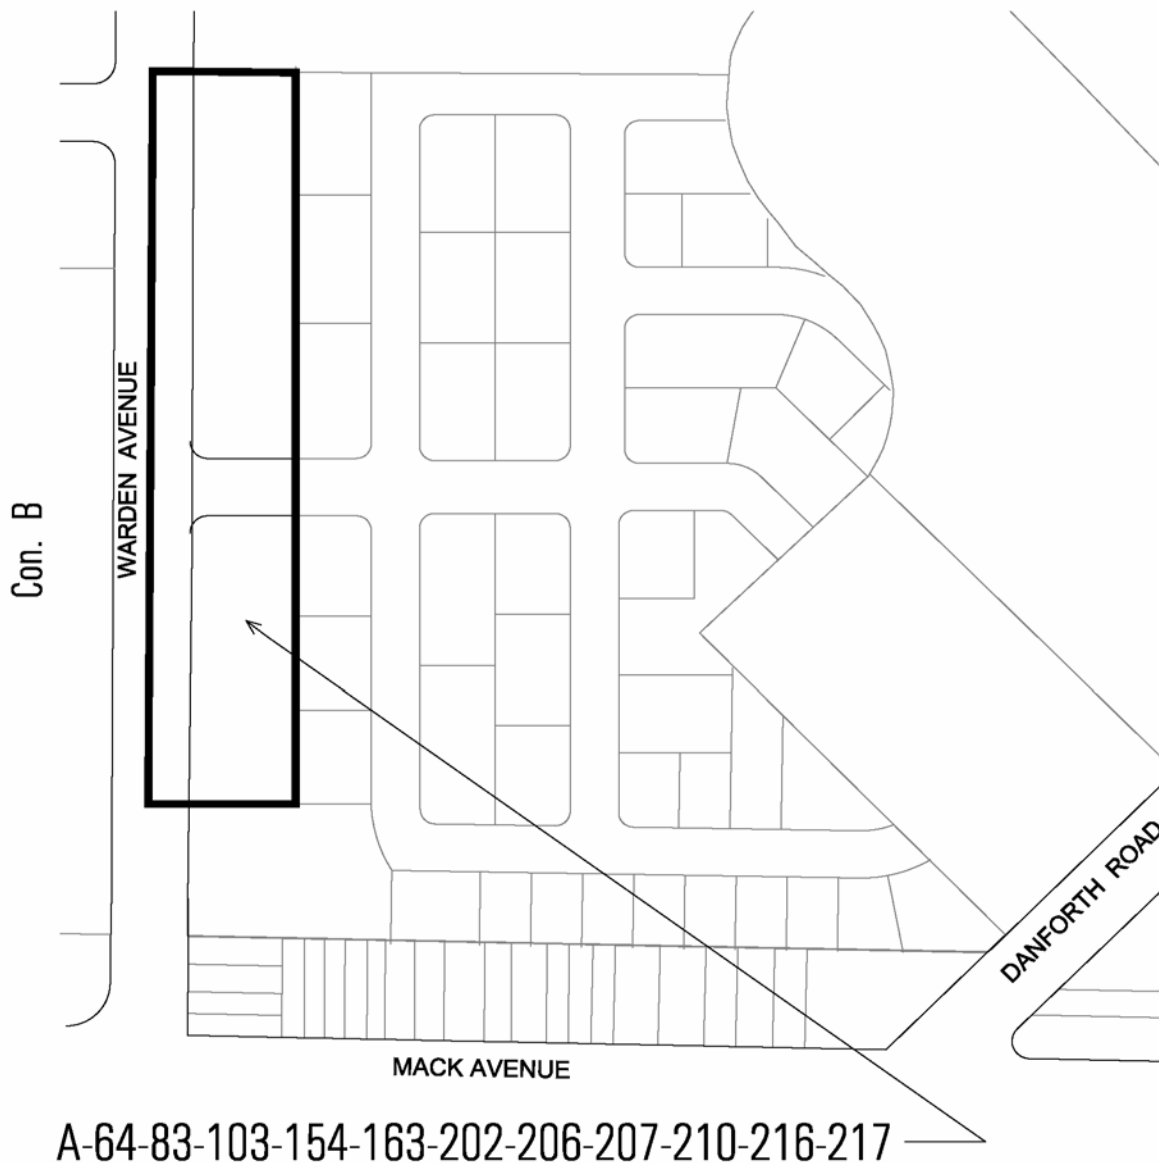 WARDEN AVENUE
Con. B
DANFORTH ROAD
MACK AVENUE
A-64-83-103-154-163-202-206-207-210-216-217